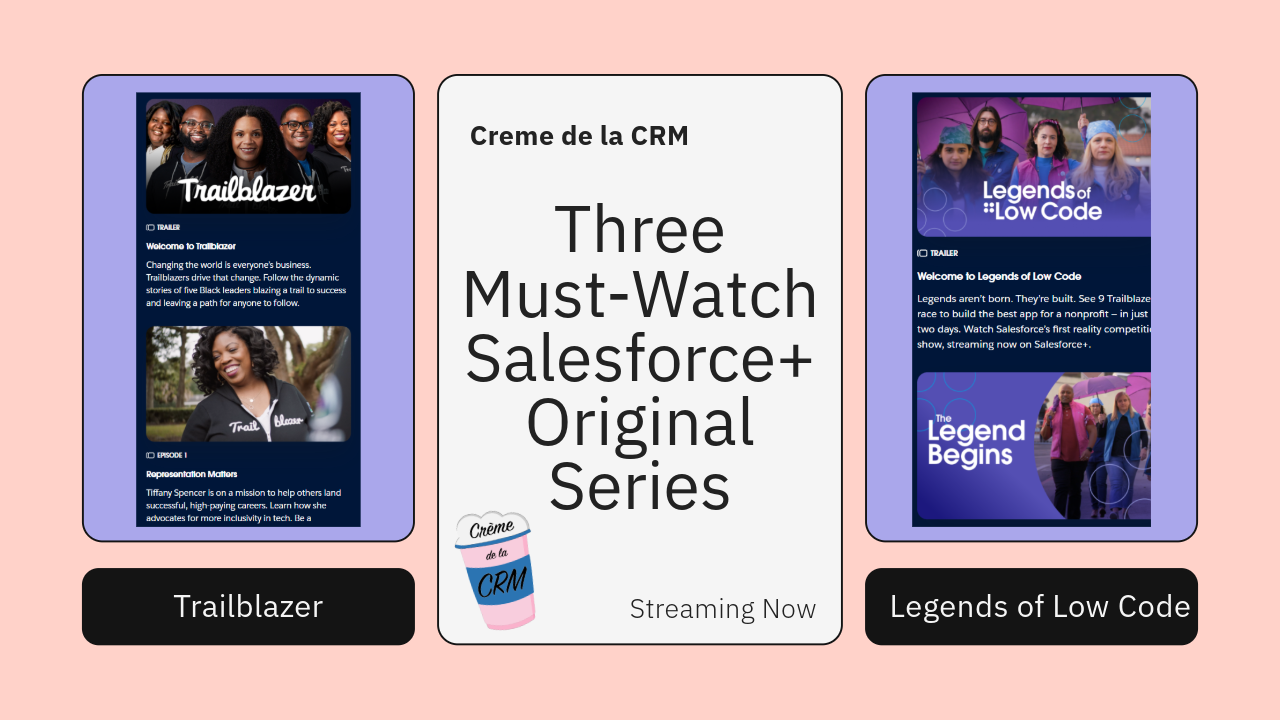 Trailblazer
TRAILER
Welcome to Trailblazer
Changing the world is everyone's business.
Trailblazers drive that change. Follow the dynamic
stories of five Black leaders blazing a trail to success
and leaving a path for anyone to follow.
Trail blazer
EPISODE 1
Representation Matters
Tiffany Spencer is on a mission to help others land
successful, high-paying careers. Learn how she
advocates for more inclusivity in tech. Be a
Trailblazer
Creme de la CRM
Three
Must-Watch
Salesforce+
Original
Series
Crème
de la
CRM
Streaming Now
Legends of
Low Code
TRAILER
Welcome to Legends of Low Code
Legends aren't born. They're built. See 9 Trailblaze
race to build the best app for a nonprofit – in just
two days. Watch Salesforce's first reality competiti
show, streaming now on Salesforce+.
The
Legend
Begins
Legends of Low Code